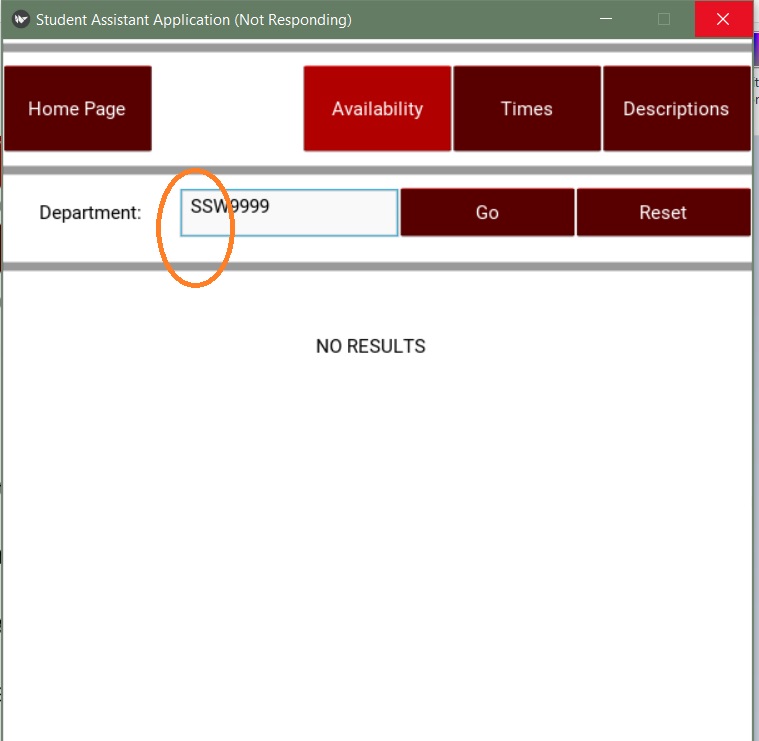 Student Assistant Application (Not Responding)
Home Page
Availability
Times
Descriptions
Department:
SSW9999
Go
Reset
NO RESULTS